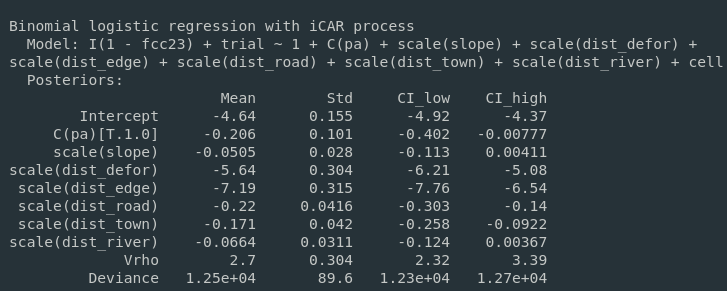 Binomial logistic regression with iCAR process
Model: I(1 - fcc23) + trial ~ 1 + C(pa) + scale(slope) + scale(dist_defor) +
scale(dist_edge) + scale(dist_road) + scale(dist_town) + scale(dist_river) + cell
Posteriors:
Mean Std CI_low CI_high
Intercept -4.64 0.155 -4.92 -4.37
C(pa)[T.1.0] -0.206 0.101 -0.402 -0.00777
scale(slope) -0.0505 0.028 -0.113 0.00411
scale(dist_defor) -5.64 0.304 -6.21 -5.08
scale(dist_edge) -7.19 0.315 -7.76 -6.54
scale(dist_road) -0.22 0.0416 -0.303 -0.14
scale(dist_town) -0.171 0.042 -0.258 -0.0922
scale(dist_river) -0.0664 0.0311 -0.124 0.00367
Vrho 2.7 0.304 2.32 3.39
Deviance 1.25e+04 89.6 1.23e+04 1.27e+04